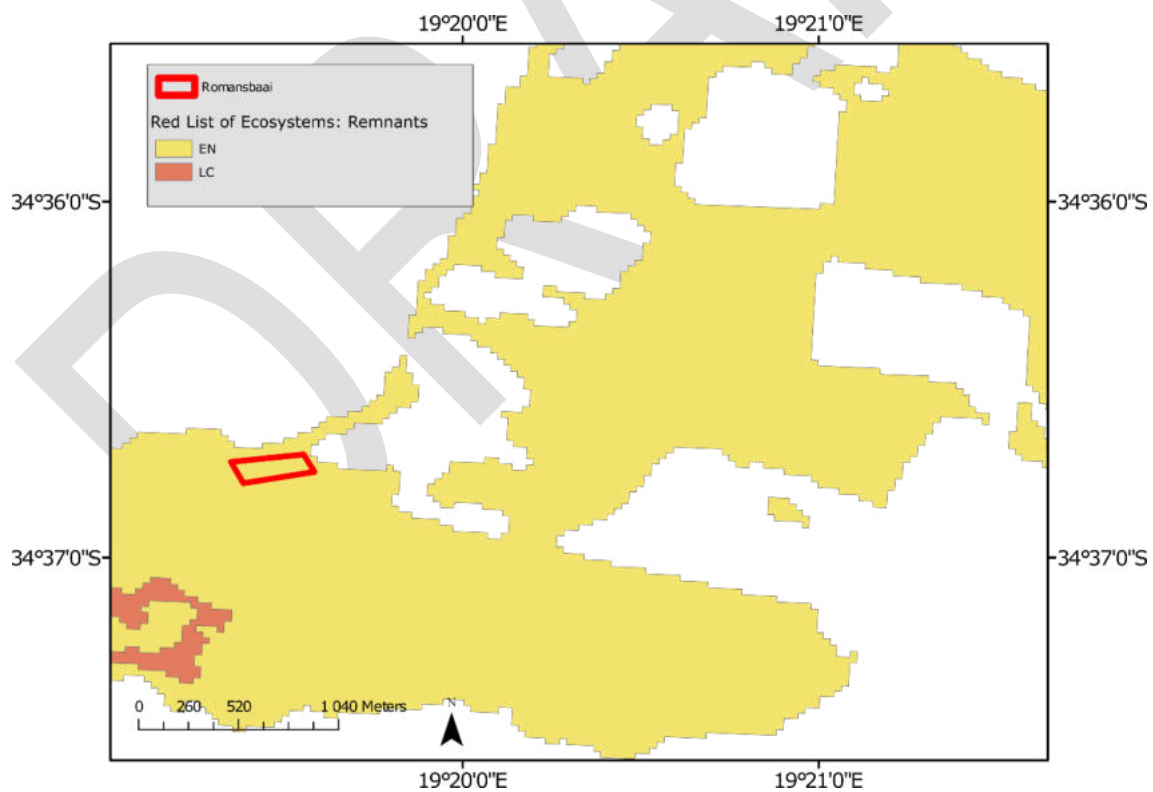 19°20'0"E 19°21'0"E
Romansbaai
Red List of Ecosystems: Remnants
EN
LC
34°36'0"S 34°36'0"S
34°37'0"S 34°37'0"S
0 260 520 1 040 Meters
N
19°20'0"E 19°21'0"E
DRA